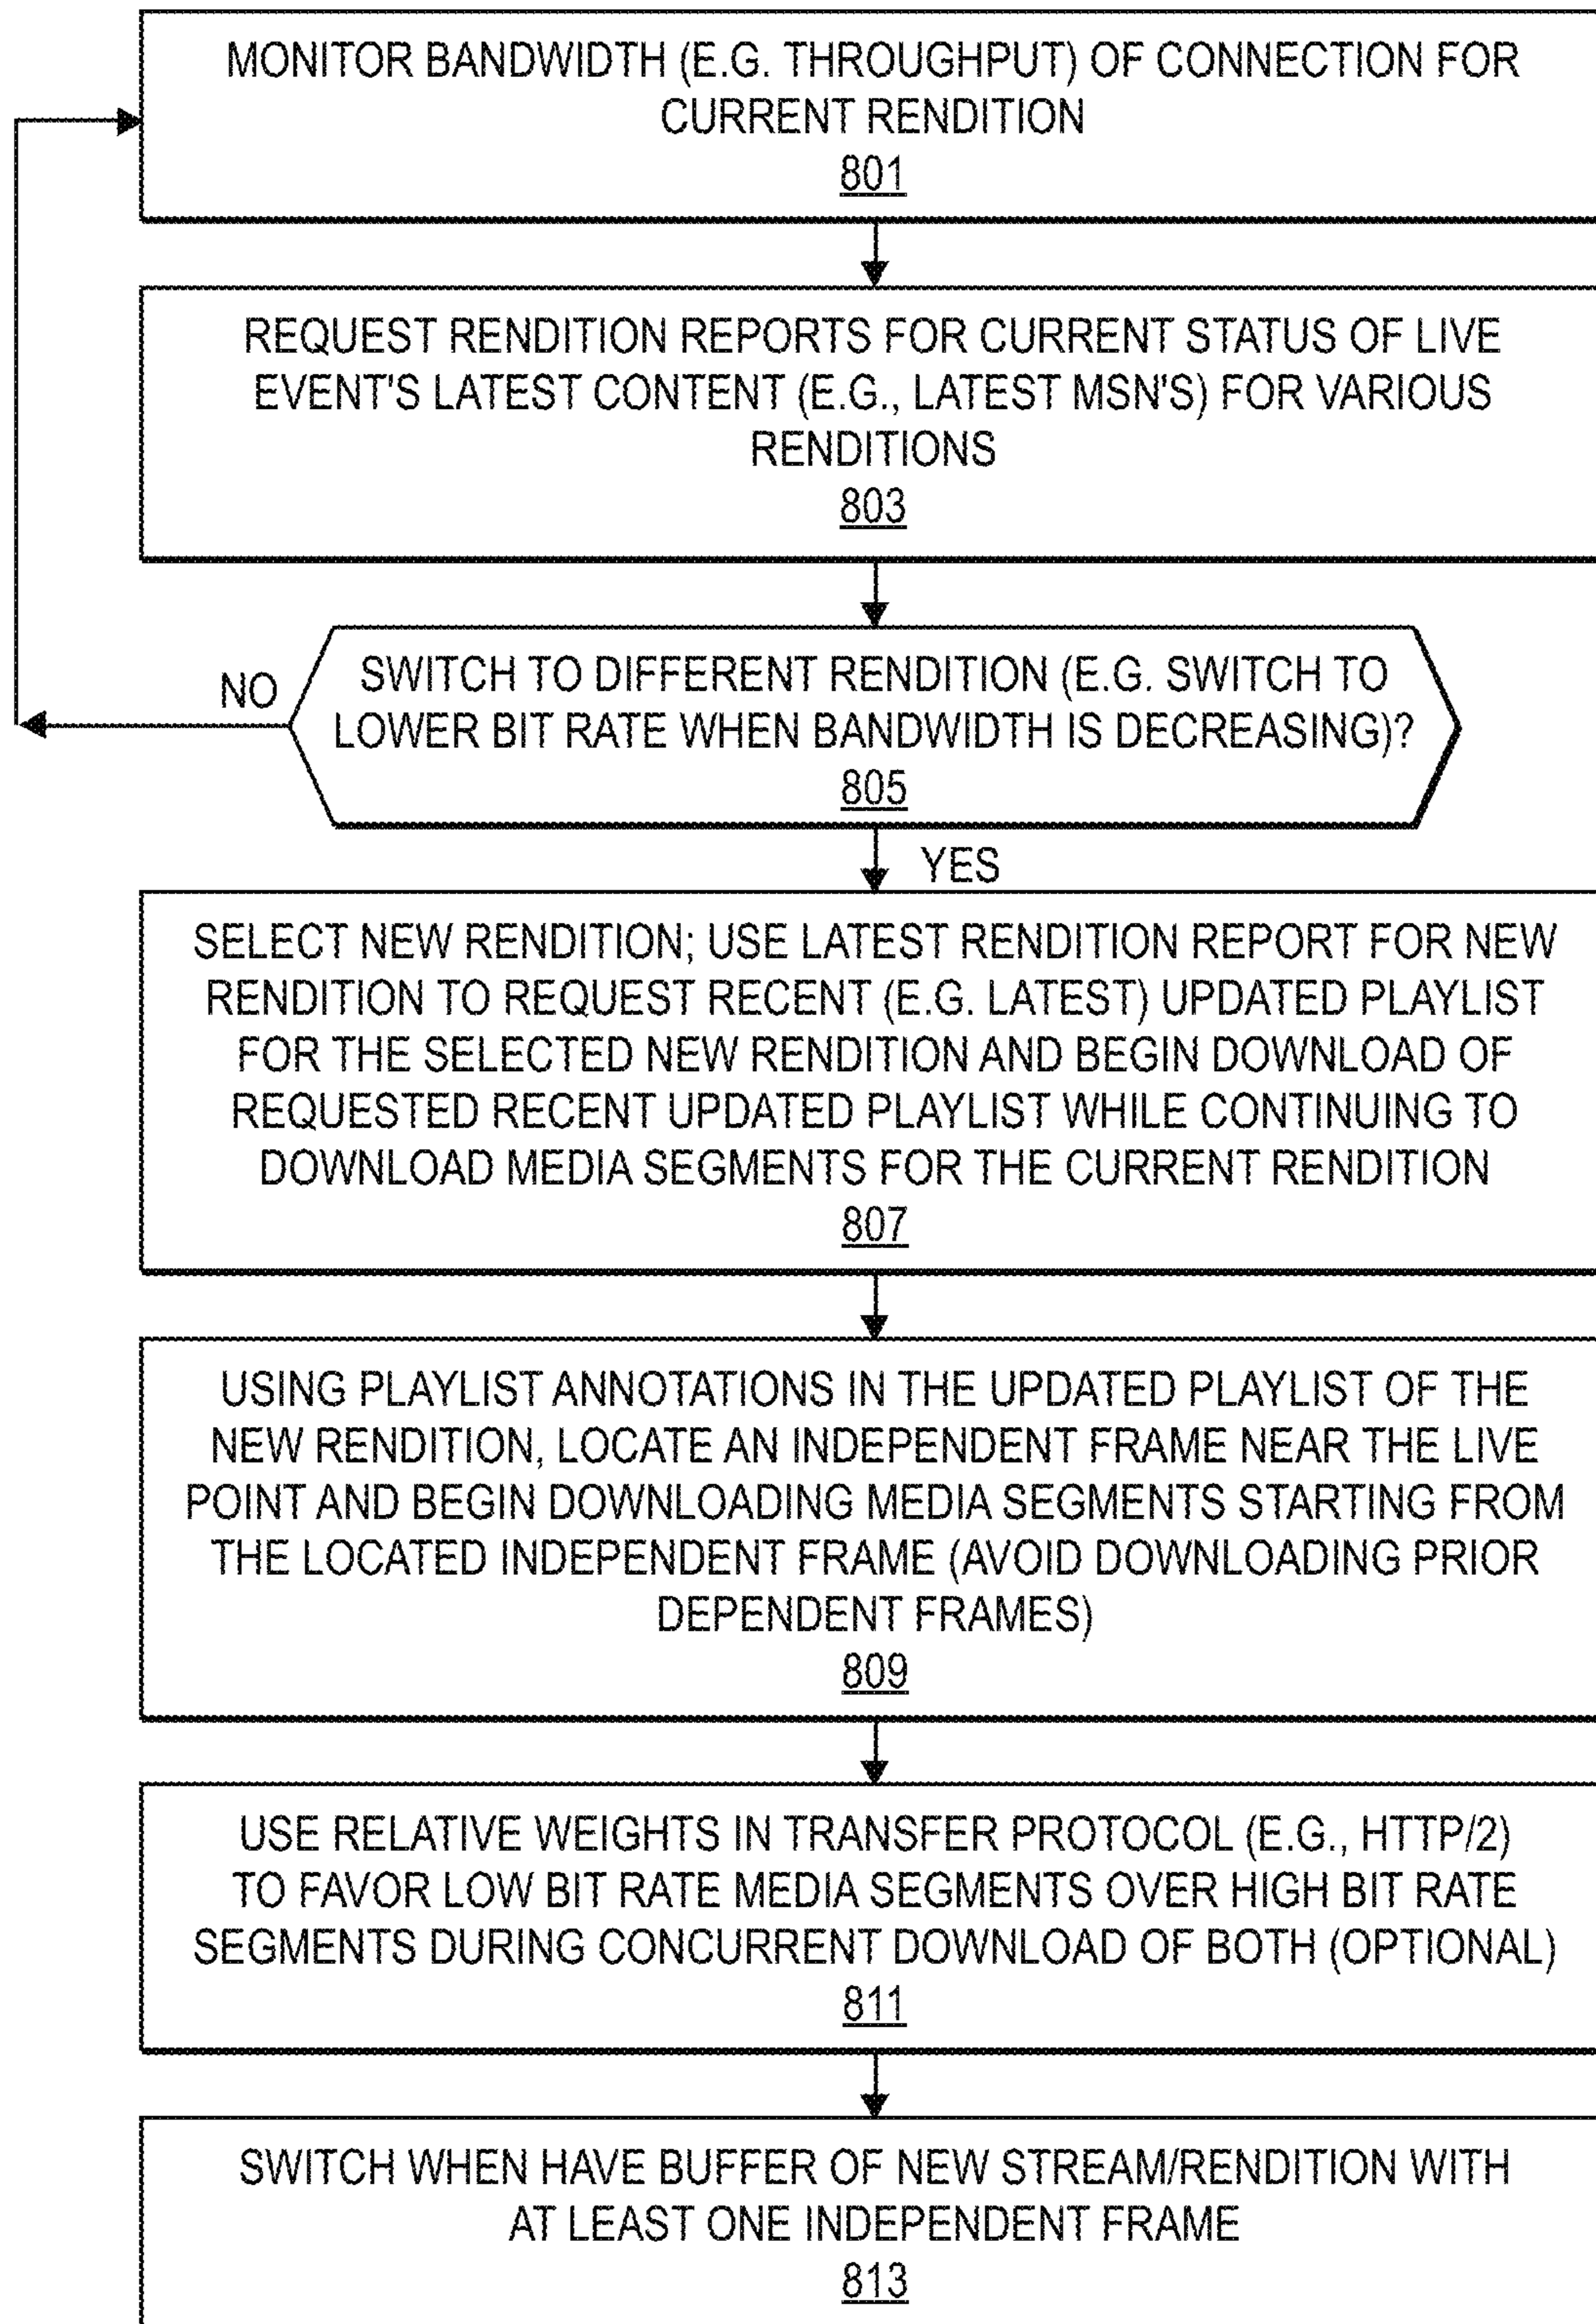 MONITOR BANDWIDTH (E.G. THROUGHPUT) OF CONNECTION FOR
CURRENT RENDITION
801
REQUEST RENDITION REPORTS FOR CURRENT STATUS OF LIVE
EVENT'S LATEST CONTENT (E.G., LATEST MSN'S) FOR VARIOUS
RENDITIONS
803
NO
SWITCH TO DIFFERENT RENDITION (E.G. SWITCH TO
LOWER BIT RATE WHEN BANDWIDTH IS DECREASING)?
805
YES
SELECT NEW RENDITION; USE LATEST RENDITION REPORT FOR NEW
RENDITION TO REQUEST RECENT (E.G. LATEST) UPDATED PLAYLIST
FOR THE SELECTED NEW RENDITION AND BEGIN DOWNLOAD OF
REQUESTED RECENT UPDATED PLAYLIST WHILE CONTINUING TO
DOWNLOAD MEDIA SEGMENTS FOR THE CURRENT RENDITION
807
USING PLAYLIST ANNOTATIONS IN THE UPDATED PLAYLIST OF THE
NEW RENDITION, LOCATE AN INDEPENDENT FRAME NEAR THE LIVE
POINT AND BEGIN DOWNLOADING MEDIA SEGMENTS STARTING FROM
THE LOCATED INDEPENDENT FRAME (AVOID DOWNLOADING PRIOR
DEPENDENT FRAMES)
809
USE RELATIVE WEIGHTS IN TRANSFER PROTOCOL (E.G., HTTP/2)
TO FAVOR LOW BIT RATE MEDIA SEGMENTS OVER HIGH BIT RATE
SEGMENTS DURING CONCURRENT DOWNLOAD OF BOTH (OPTIONAL)
811
SWITCH WHEN HAVE BUFFER OF NEW STREAM/RENDITION WITH
AT LEAST ONE INDEPENDENT FRAME
813